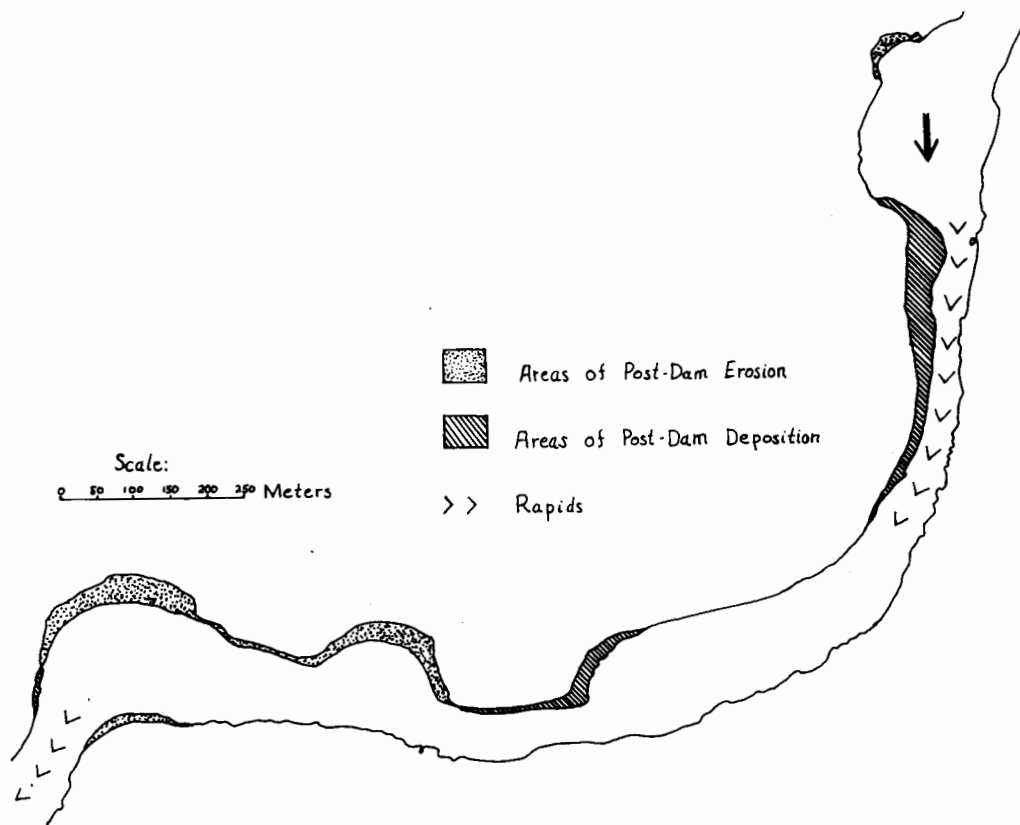 Areas of Post-Dam Erosion
Areas of Post-Dam Deposition
Scale:
0 50 100 150 200 250 Meters
> > Rapids